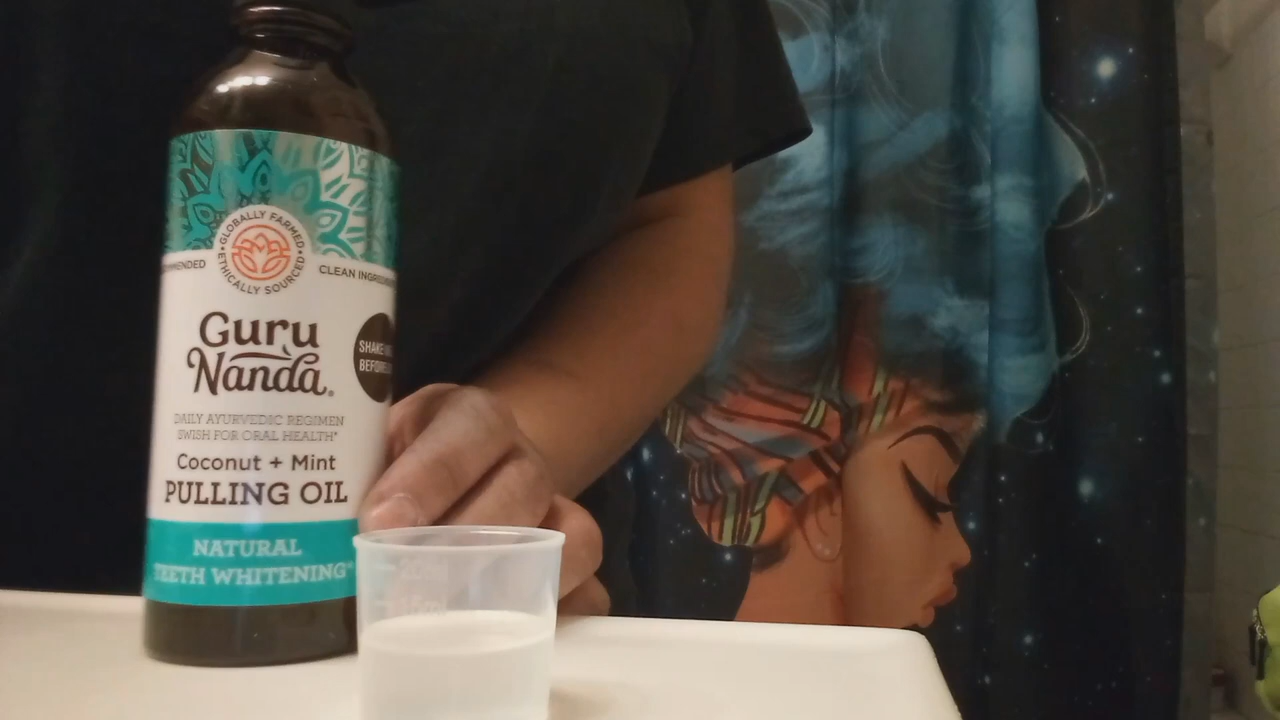 GLOBALLY FARMED
ETHICALLY SOURCED
CLEAN
Guru
Nanda®
SHAKE
DAILY AYURVEDIC REGIMEN
SWISH FOR ORAL HEALTH*
Coconut + Mint
PULLING OIL
NATURAL
TEETH WHITENING*